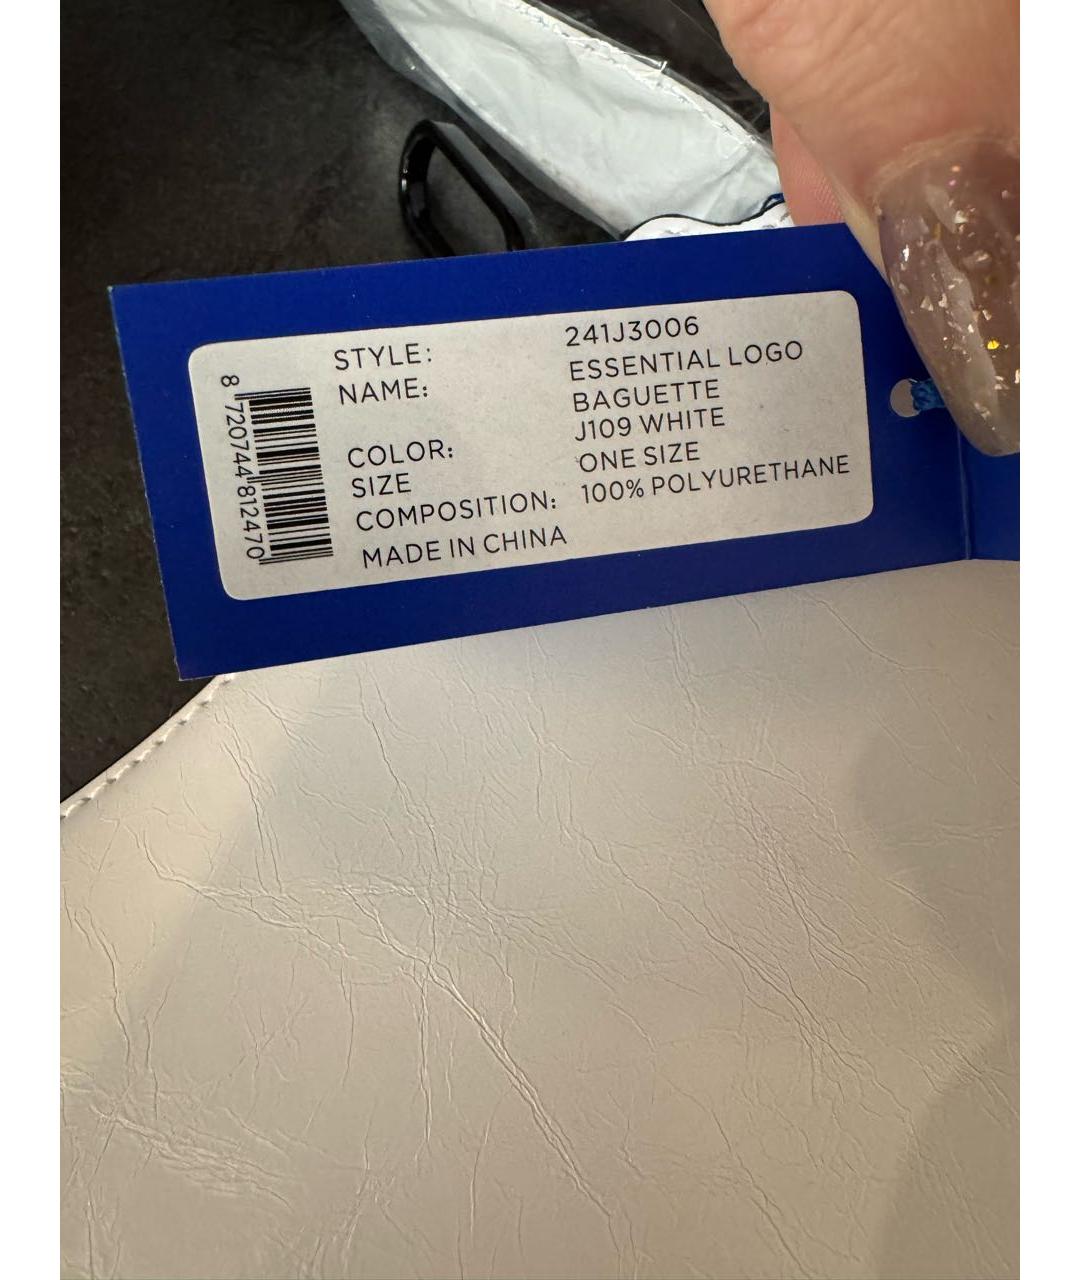 STYLE: 241J3006
NAME: ESSENTIAL LOGO
BAGUETTE
COLOR: J109 WHITE
SIZE ONE SIZE
COMPOSITION: 100% POLYURETHANE
MADE IN CHINA
8 720744 812470